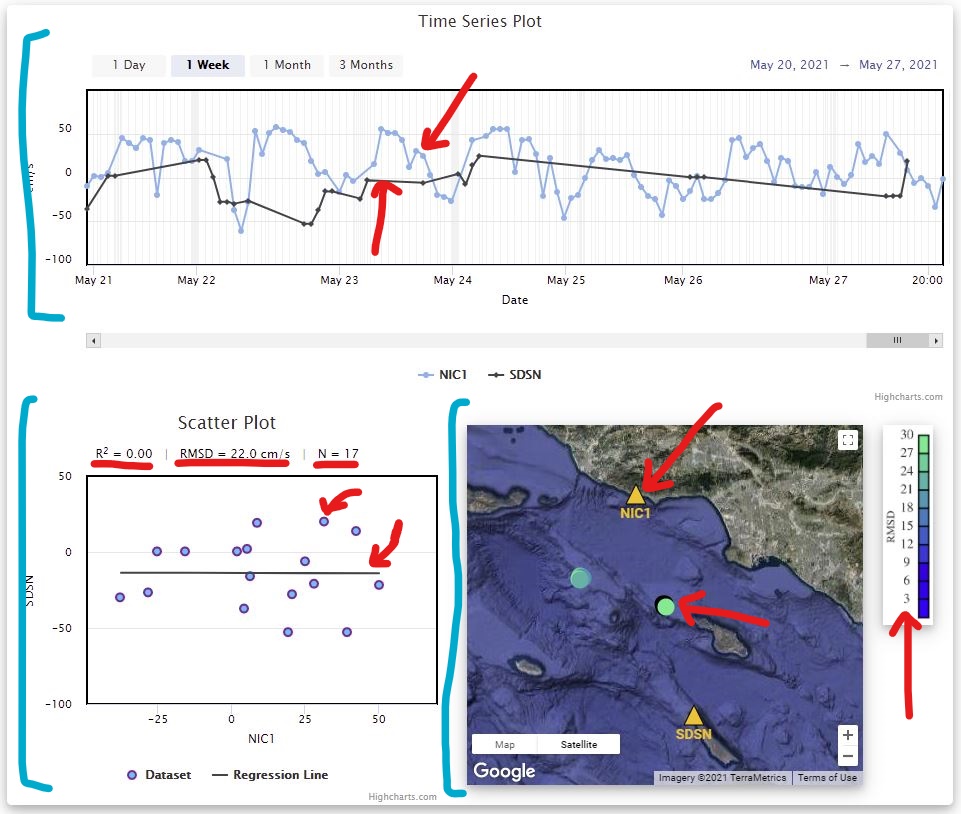 Time Series Plot
1 Day 1 Week 1 Month 3 Months May 20, 2021 → May 27, 2021
50
0
-50
-100
cm/s
May 21 May 22 May 23 May 24 May 25 May 26 May 27 20:00
Date
NIC1 SDSN
Highcharts.com
Scatter Plot
R² = 0.00 | RMSD = 22.0 cm/s | N = 17
50
0
-50
-100
SDSN
-25 0 25 50
NIC1
Dataset Regression Line
Highcharts.com
NIC1
SDSN
Map Satellite
+
−
Google
Imagery ©2021 TerraMetrics Terms of Use
RMSD
30
27
24
21
18
15
12
9
6
3